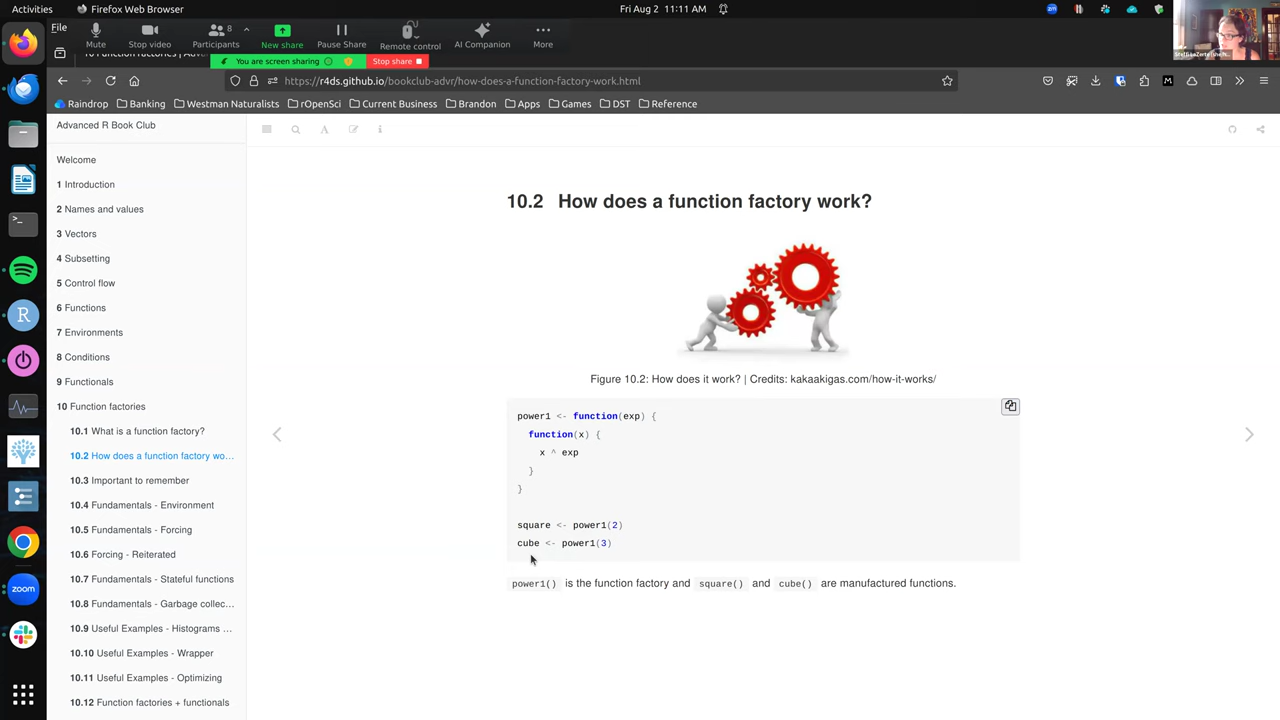 Activities
Firefox Web Browser
Fri Aug 2 11:11 AM
File
Mute
Stop video
8
Participants
New share
Pause Share
Remote control
AI Companion
More
You are screen sharing
Stop share
https://r4ds.github.io/bookclub-advr/how-does-a-function-factory-work.html
Raindrop
Banking
Westman Naturalists
rOpenSci
Current Business
Brandon
Apps
Games
DST
Reference
Advanced R Book Club
Welcome
1 Introduction
2 Names and values
3 Vectors
4 Subsetting
5 Control flow
6 Functions
7 Environments
8 Conditions
9 Functionals
10 Function factories
10.1 What is a function factory?
10.2 How does a function factory wo...
10.3 Important to remember
10.4 Fundamentals - Environment
10.5 Fundamentals - Forcing
10.6 Forcing - Reiterated
10.7 Fundamentals - Stateful functions
10.8 Fundamentals - Garbage collec...
10.9 Useful Examples - Histograms ...
10.10 Useful Examples - Wrapper
10.11 Useful Examples - Optimizing
10.12 Function factories + functionals
10.2 How does a function factory work?
Figure 10.2: How does it work? | Credits: kakaakigas.com/how-it-works/
power1 <- function(exp) {
function(x) {
x ^ exp
}
}
square <- power1(2)
cube <- power1(3)
power1() is the function factory and square() and cube() are manufactured functions.
zoom